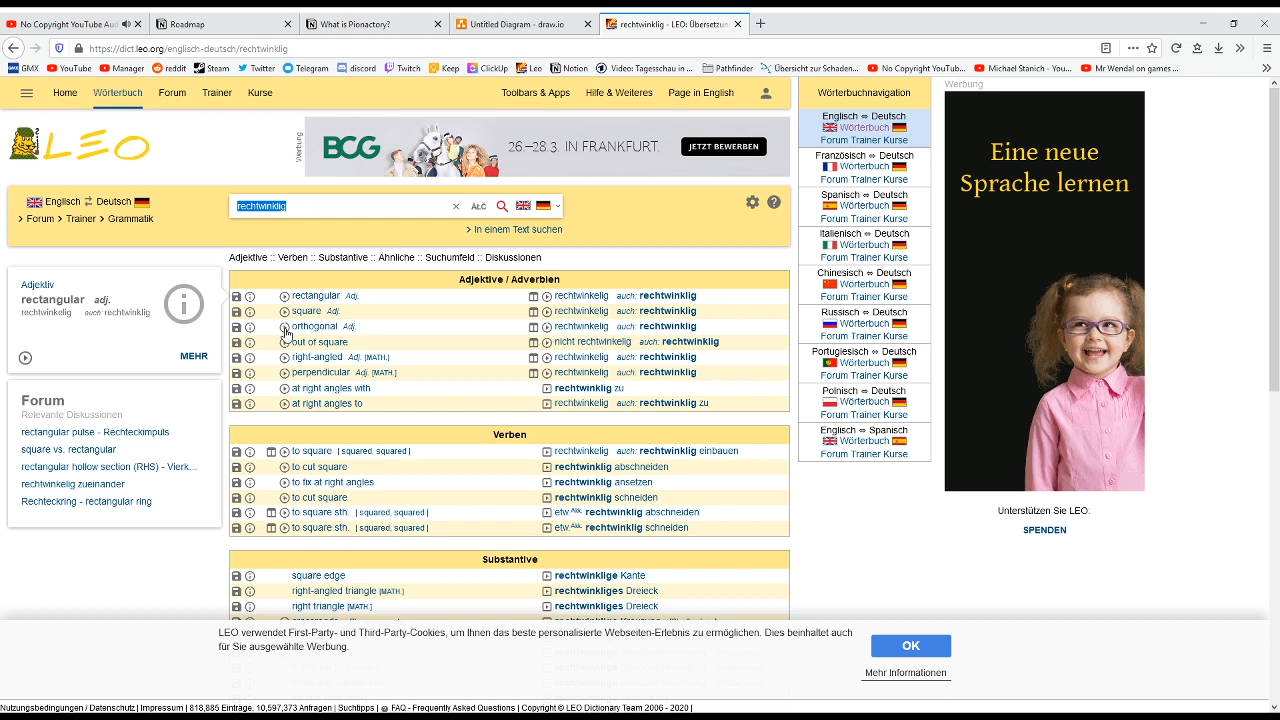 No Copyright YouTube Aud
Roadmap
What is Pionactory?
Untitled Diagram - draw.io
rechtwinklig - LEO: Übersetzun
https://dict.leo.org/englisch-deutsch/rechtwinklig
GMX YouTube Manager reddit Steam Twitter Telegram discord Twitch Keep ClickUp leo Notion Video: Tagesschau in ... Pathfinder Übersicht zur Schaden... No Copyright YouTub... Michael Stanich - You... Mr Wendal on games ...
Home Wörterbuch Forum Trainer Kurse Toolbars & Apps Hilfe & Weiteres Page in English
LEO
Werbung
BCG 26–28.3. IN FRANKFURT. JETZT BEWERBEN
Englisch Deutsch
Forum Trainer Grammatik
rechtwinklig
In einem Text suchen
Adjektive :: Verben :: Substantive :: Ähnliche :: Suchumfeld :: Diskussionen
Adjektiv
rectangular adj.
rechtwinkelig auch: rechtwinklig
MEHR
Forum
Relevante Diskussionen
rectangular pulse - Rechteckimpuls
square vs. rectangular
rectangular hollow section (RHS) - Vierk...
rechtwinkelig zueinander
Rechteckring - rectangular ring
Adjektive / Adverbien
rectangular Adj. rechtwinkelig auch: rechtwinklig
square Adj. rechtwinkelig auch: rechtwinklig
orthogonal Adj. rechtwinkelig auch: rechtwinklig
out of square nicht rechtwinkelig auch: rechtwinklig
right-angled Adj. [MATH.] rechtwinkelig auch: rechtwinklig
perpendicular Adj. [MATH.] rechtwinkelig auch: rechtwinklig
at right angles with rechtwinklig zu
at right angles to rechtwinkelig auch: rechtwinklig zu
Verben
to square | squared, squared | rechtwinkelig auch: rechtwinklig einbauen
to cut square rechtwinklig abschneiden
to fix at right angles rechtwinklig ansetzen
to cut square rechtwinklig schneiden
to square sth. | squared, squared | etw.Akk. rechtwinklig abschneiden
to square sth. | squared, squared | etw.Akk. rechtwinklig schneiden
Substantive
square edge rechtwinklige Kante
right-angled triangle [MATH.] rechtwinkliges Dreieck
right triangle [MATH.] rechtwinkliges Dreieck
Wörterbuchnavigation
Englisch ⇔ Deutsch
Wörterbuch
Forum Trainer Kurse
Französisch ⇔ Deutsch
Wörterbuch
Forum Trainer Kurse
Spanisch ⇔ Deutsch
Wörterbuch
Forum Trainer Kurse
Italienisch ⇔ Deutsch
Wörterbuch
Forum Trainer Kurse
Chinesisch ⇔ Deutsch
Wörterbuch
Forum Trainer Kurse
Russisch ⇔ Deutsch
Wörterbuch
Forum Trainer Kurse
Portugiesisch ⇔ Deutsch
Wörterbuch
Forum Trainer Kurse
Polnisch ⇔ Deutsch
Wörterbuch
Forum Trainer Kurse
Englisch ⇔ Spanisch
Wörterbuch
Forum Trainer Kurse
Werbung
Eine neue
Sprache lernen
Unterstützen Sie LEO:
SPENDEN
LEO verwendet First-Party- und Third-Party-Cookies, um Ihnen das beste personalisierte Webseiten-Erlebnis zu ermöglichen. Dies beinhaltet auch
für Sie ausgewählte Werbung.
OK
Mehr Informationen
Nutzungsbedingungen / Datenschutz | Impressum | 818,885 Einträge, 10,597,373 Anfragen | Suchtipps | FAQ - Frequently Asked Questions | Copyright © LEO Dictionary Team 2006 - 2020 |